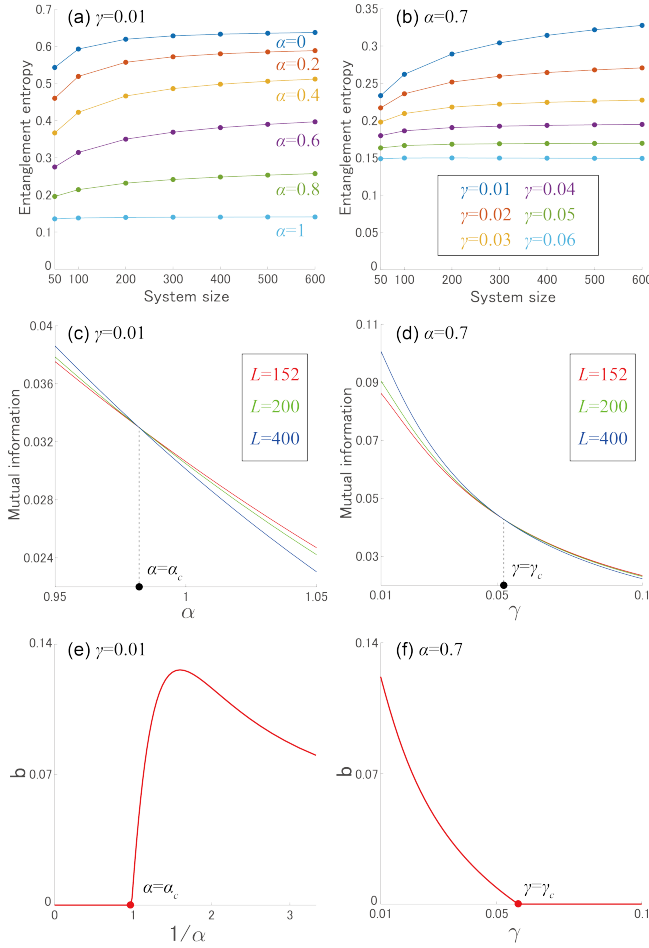 (a) γ=0.01
Entanglement entropy
0.7
0.6
0.5
0.4
0.3
0.2
0.1
0
α=0
α=0.2
α=0.4
α=0.6
α=0.8
α=1
50 100 200 300 400 500 600
System size
(b) α=0.7
Entanglement entropy
0.35
0.3
0.25
0.2
0.15
0.1
0.05
0
γ=0.01 γ=0.04
γ=0.02 γ=0.05
γ=0.03 γ=0.06
50 100 200 300 400 500 600
System size
(c) γ=0.01
Mutual information
0.04
0.036
0.032
0.028
0.024
L=152
L=200
L=400
α=αc
0.95 1 1.05
α
(d) α=0.7
Mutual information
0.11
0.09
0.07
0.05
0.03
L=152
L=200
L=400
γ=γc
0.01 0.05 0.1
γ
(e) γ=0.01
b
0.14
0.07
0
α=αc
0 1 2 3
1/α
(f) α=0.7
b
0.14
0.07
0
γ=γc
0.01 0.05 0.1
γ